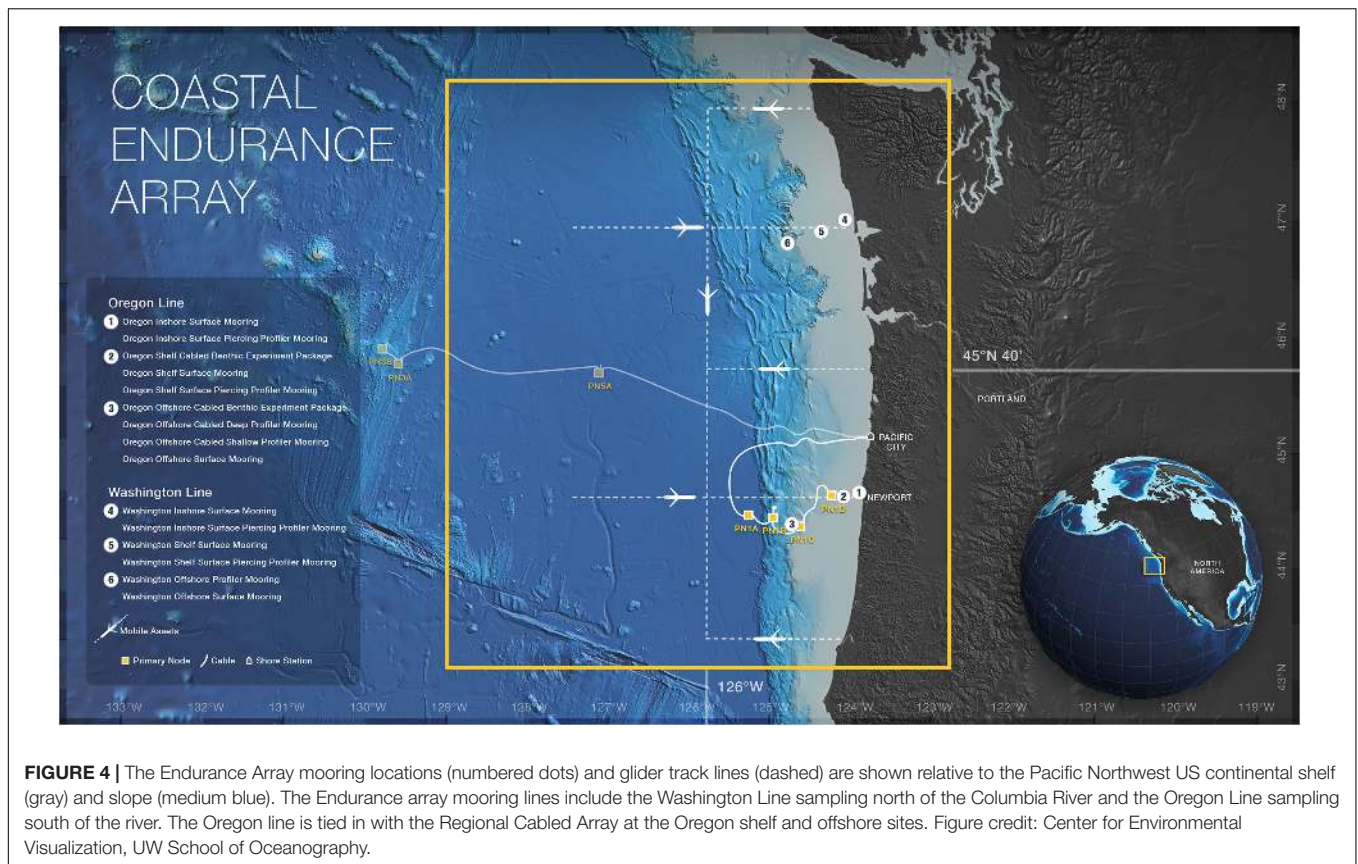 COASTAL
ENDURANCE
ARRAY
Oregon Line
1 Oregon Inshore Surface Mooring
Oregon Inshore Surface Piercing Profiler Mooring
2 Oregon Shelf Cabled Benthic Experiment Package
Oregon Shelf Surface Mooring
Oregon Shelf Surface Piercing Profiler Mooring
3 Oregon Offshore Cabled Benthic Experiment Package
Oregon Offshore Cabled Deep Profiler Mooring
Oregon Offshore Cabled Shallow Profiler Mooring
Oregon Offshore Surface Mooring
Washington Line
4 Washington Inshore Surface Mooring
Washington Inshore Surface Piercing Profiler Mooring
5 Washington Shelf Surface Mooring
Washington Shelf Surface Piercing Profiler Mooring
6 Washington Offshore Profiler Mooring
Washington Offshore Surface Mooring
Mobile Assets
Primary Node Cable Shore Station
4
5
6
PN3A
PN5A
45°N 40'
PORTLAND
PACIFIC
CITY
2 1 NEWPORT
PN1D
3
PN1A
126°W
NORTH
AMERICA
48°N
47°N
46°N
45°N
44°N
43°N
133°W 132°W 131°W 130°W 129°W 128°W 127°W 126°W 125°W 124°W 123°W 122°W 121°W 120°W 119°W
FIGURE 4 | The Endurance Array mooring locations (numbered dots) and glider track lines (dashed) are shown relative to the Pacific Northwest US continental shelf
(gray) and slope (medium blue). The Endurance array mooring lines include the Washington Line sampling north of the Columbia River and the Oregon Line sampling
south of the river. The Oregon line is tied in with the Regional Cabled Array at the Oregon shelf and offshore sites. Figure credit: Center for Environmental
Visualization, UW School of Oceanography.